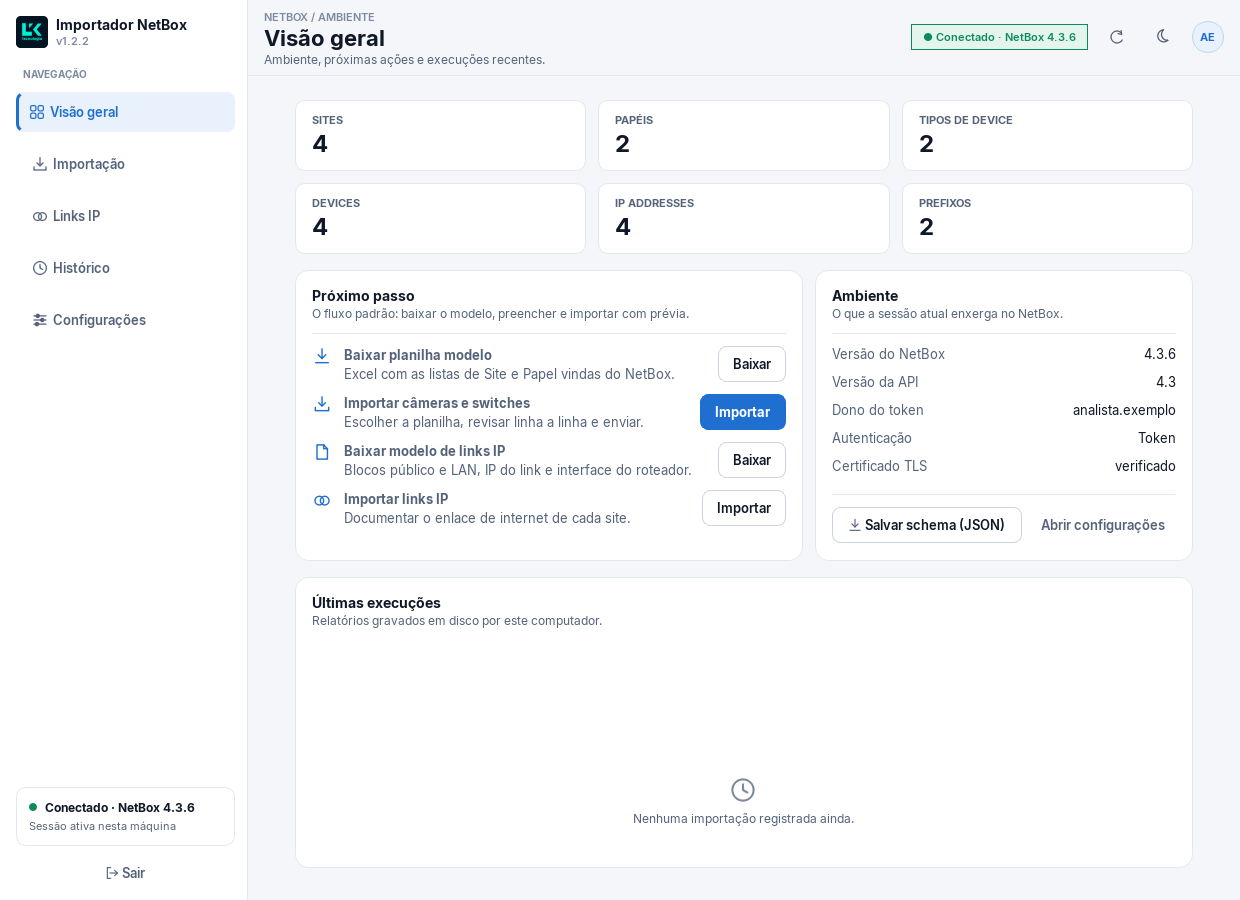 Importador NetBox
v1.2.2
NAVEGAÇÃO
Visão geral
Importação
Links IP
Histórico
Configurações
Conectado · NetBox 4.3.6
Sessão ativa nesta máquina
Sair
NETBOX / AMBIENTE
Visão geral
Ambiente, próximas ações e execuções recentes.
Conectado · NetBox 4.3.6
AE
SITES
4
PAPÉIS
2
TIPOS DE DEVICE
2
DEVICES
4
IP ADDRESSES
4
PREFIXOS
2
Próximo passo
O fluxo padrão: baixar o modelo, preencher e importar com prévia.
Baixar planilha modelo
Excel com as listas de Site e Papel vindas do NetBox.
Baixar
Importar câmeras e switches
Escolher a planilha, revisar linha a linha e enviar.
Importar
Baixar modelo de links IP
Blocos público e LAN, IP do link e interface do roteador.
Baixar
Importar links IP
Documentar o enlace de internet de cada site.
Importar
Ambiente
O que a sessão atual enxerga no NetBox.
Versão do NetBox 4.3.6
Versão da API 4.3
Dono do token analista.exemplo
Autenticação Token
Certificado TLS verificado
Salvar schema (JSON) Abrir configurações
Últimas execuções
Relatórios gravados em disco por este computador.
Nenhuma importação registrada ainda.